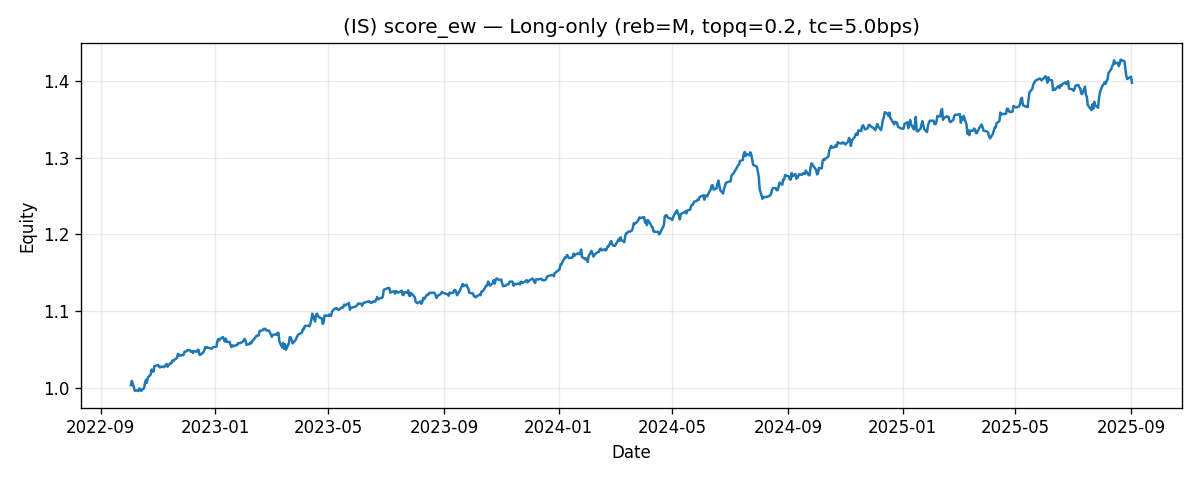 (IS) score_ew — Long-only (reb=M, topq=0.2, tc=5.0bps)
Equity
1.4
1.3
1.2
1.1
1.0
2022-09 2023-01 2023-05 2023-09 2024-01 2024-05 2024-09 2025-01 2025-05 2025-09
Date